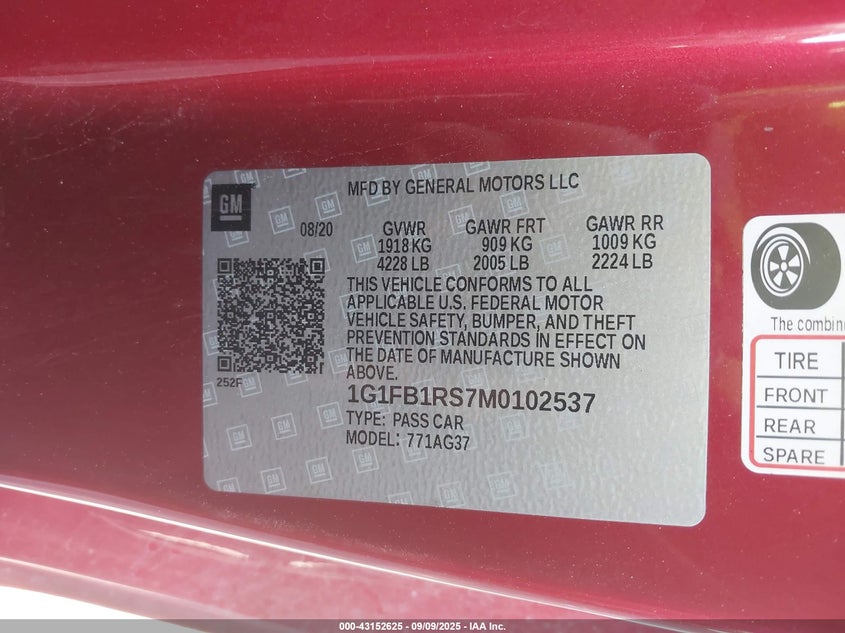 GM
MFD BY GENERAL MOTORS LLC
08/20
GVWR GAWR FRT GAWR RR
1918 KG 909 KG 1009 KG
4228 LB 2005 LB 2224 LB
THIS VEHICLE CONFORMS TO ALL
APPLICABLE U.S. FEDERAL MOTOR
VEHICLE SAFETY, BUMPER, AND THEFT
PREVENTION STANDARDS IN EFFECT ON
THE DATE OF MANUFACTURE SHOWN
ABOVE.
252F
1G1FB1RS7M0102537
TYPE: PASS CAR
MODEL: 771AG37
The combin
TIRE
FRONT
REAR
SPARE
000-43152625 - 09/09/2025 - IAA Inc.